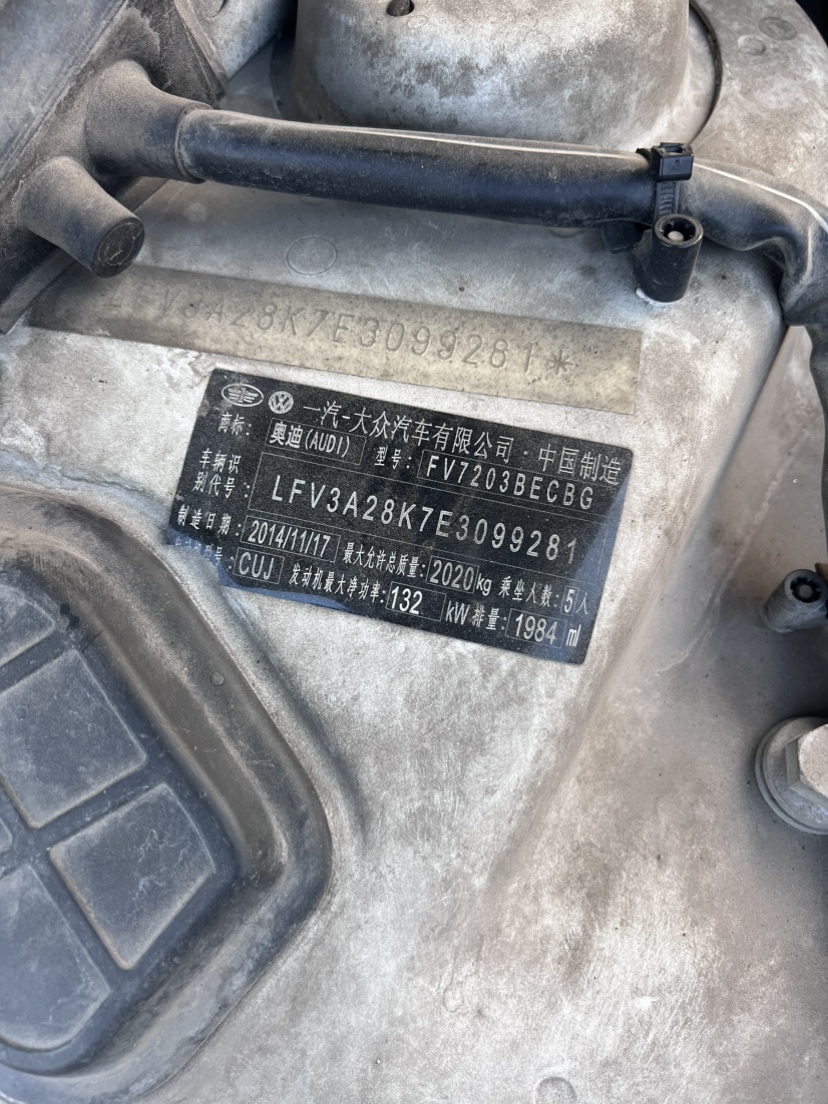 LFV3A28K7E3099281*
一汽-大众汽车有限公司·中国制造
商标: 奥迪(AUDI) 型号: FV7203BECBG
车辆识别代号: LFV3A28K7E3099281
制造日期: 2014/11/17 最大允许总质量: 2020kg 乘坐人数: 5人
型号: CUJ 发动机最大净功率: 132 kW 排量: 1984 ml